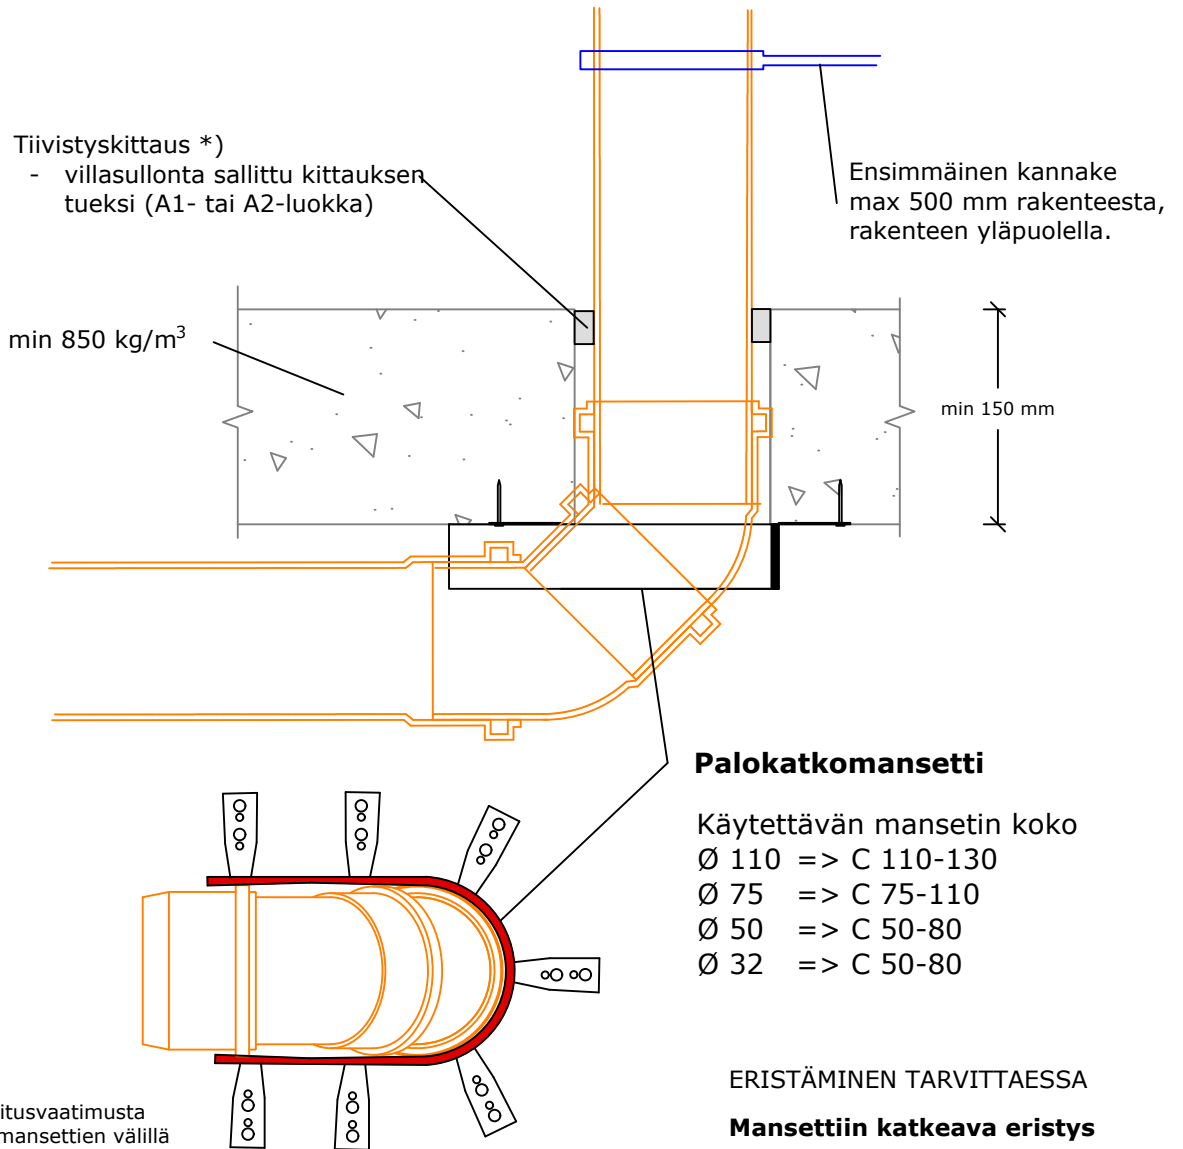 Tiivistyskittaus *)
- villasullonta sallittu kittauksen
tueksi (A1- tai A2-luokka)
Ensimmäinen kannake
max 500 mm rakenteesta,
rakenteen yläpuolella.
min 850 kg/m³
min 150 mm
Palokatkomansetti
Käytettävän mansetin koko
Ø 110 => C 110-130
Ø 75 => C 75-110
Ø 50 => C 50-80
Ø 32 => C 50-80
ERISTÄMINEN TARVITTAESSA
Mansettiin katkeava eristys
itusvaatimusta
mansettien välillä